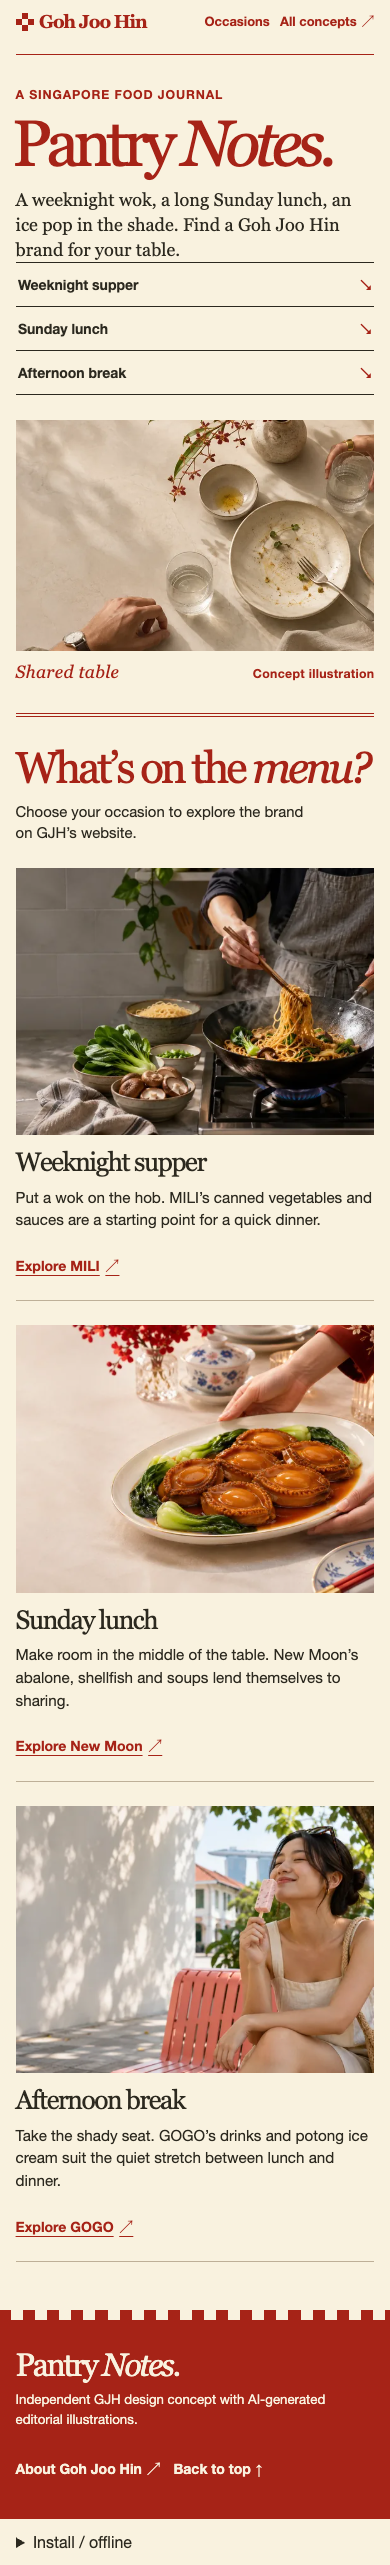 Goh Joo Hin
Occasions All concepts ↗
A SINGAPORE FOOD JOURNAL
Pantry Notes.
A weeknight wok, a long Sunday lunch, an
ice pop in the shade. Find a Goh Joo Hin
brand for your table.
Weeknight supper ↘
Sunday lunch ↘
Afternoon break ↘
Shared table
Concept illustration
What's on the menu?
Choose your occasion to explore the brand
on GJH's website.
Weeknight supper
Put a wok on the hob. MILI's canned vegetables and
sauces are a starting point for a quick dinner.
Explore MILI ↗
Sunday lunch
Make room in the middle of the table. New Moon's
abalone, shellfish and soups lend themselves to
sharing.
Explore New Moon ↗
Afternoon break
Take the shady seat. GOGO's drinks and potong ice
cream suit the quiet stretch between lunch and
dinner.
Explore GOGO ↗
Pantry Notes.
Independent GJH design concept with AI-generated
editorial illustrations.
About Goh Joo Hin ↗ Back to top ↑
▶ Install / offline